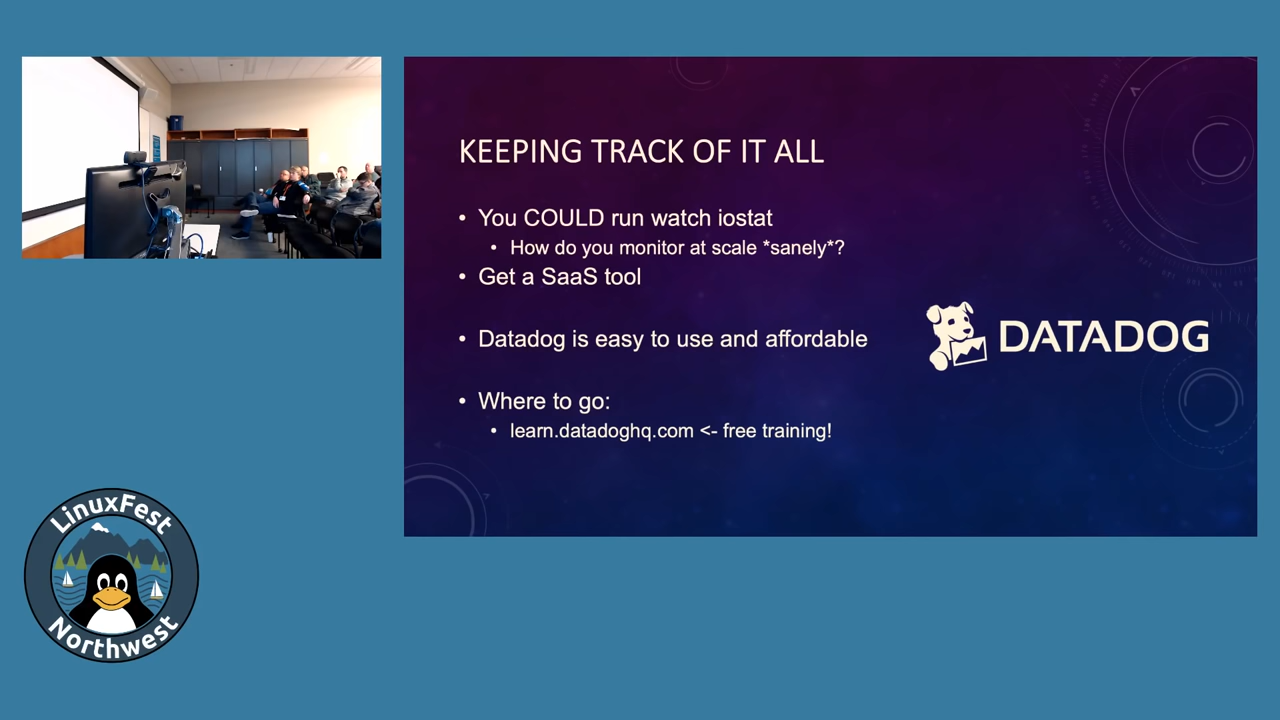 KEEPING TRACK OF IT ALL
• You COULD run watch iostat
• How do you monitor at scale *sanely*?
• Get a SaaS tool
• Datadog is easy to use and affordable
• Where to go:
• learn.datadoghq.com <- free training!
DATADOG
LinuxFest
Northwest